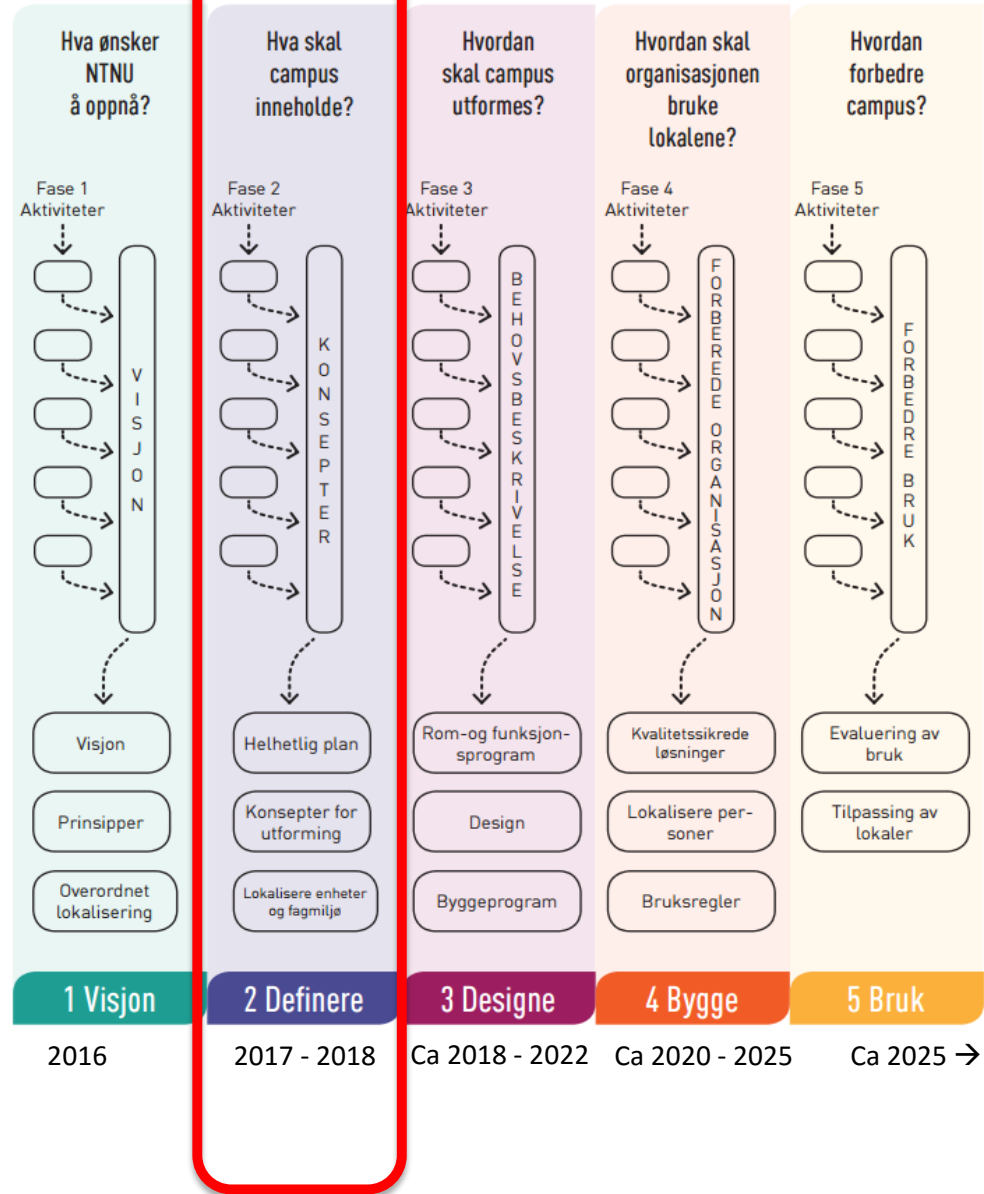 Hva ønsker
NTNU
å oppnå?
Fase 1
Aktiviteter
VISJON
Visjon
Prinsipper
Overordnet
lokalisering
1 Visjon
2016
Hva skal
campus
inneholde?
Fase 2
Aktiviteter
KONSEPTER
Helhetlig plan
Konsepter for
utforming
Lokalisere enheter
og fagmiljø
2 Definere
2017 - 2018
Hvordan
skal campus
utformes?
Fase 3
Aktiviteter
BEHOVSBESKRIVELSE
Rom-og funksjon-
sprogram
Design
Byggeprogram
3 Designe
Ca 2018 - 2022
Hvordan skal
organisasjonen
bruke
lokalene?
Fase 4
Aktiviteter
FORBEREDE ORGANISASJON
Kvalitetssikrede
løsninger
Lokalisere per-
soner
Bruksregler
4 Bygge
Ca 2020 - 2025
Hvordan
forbedre
campus?
Fase 5
Aktiviteter
FORBEDRE BRUK
Evaluering av
bruk
Tilpassing av
lokaler
5 Bruk
Ca 2025 →